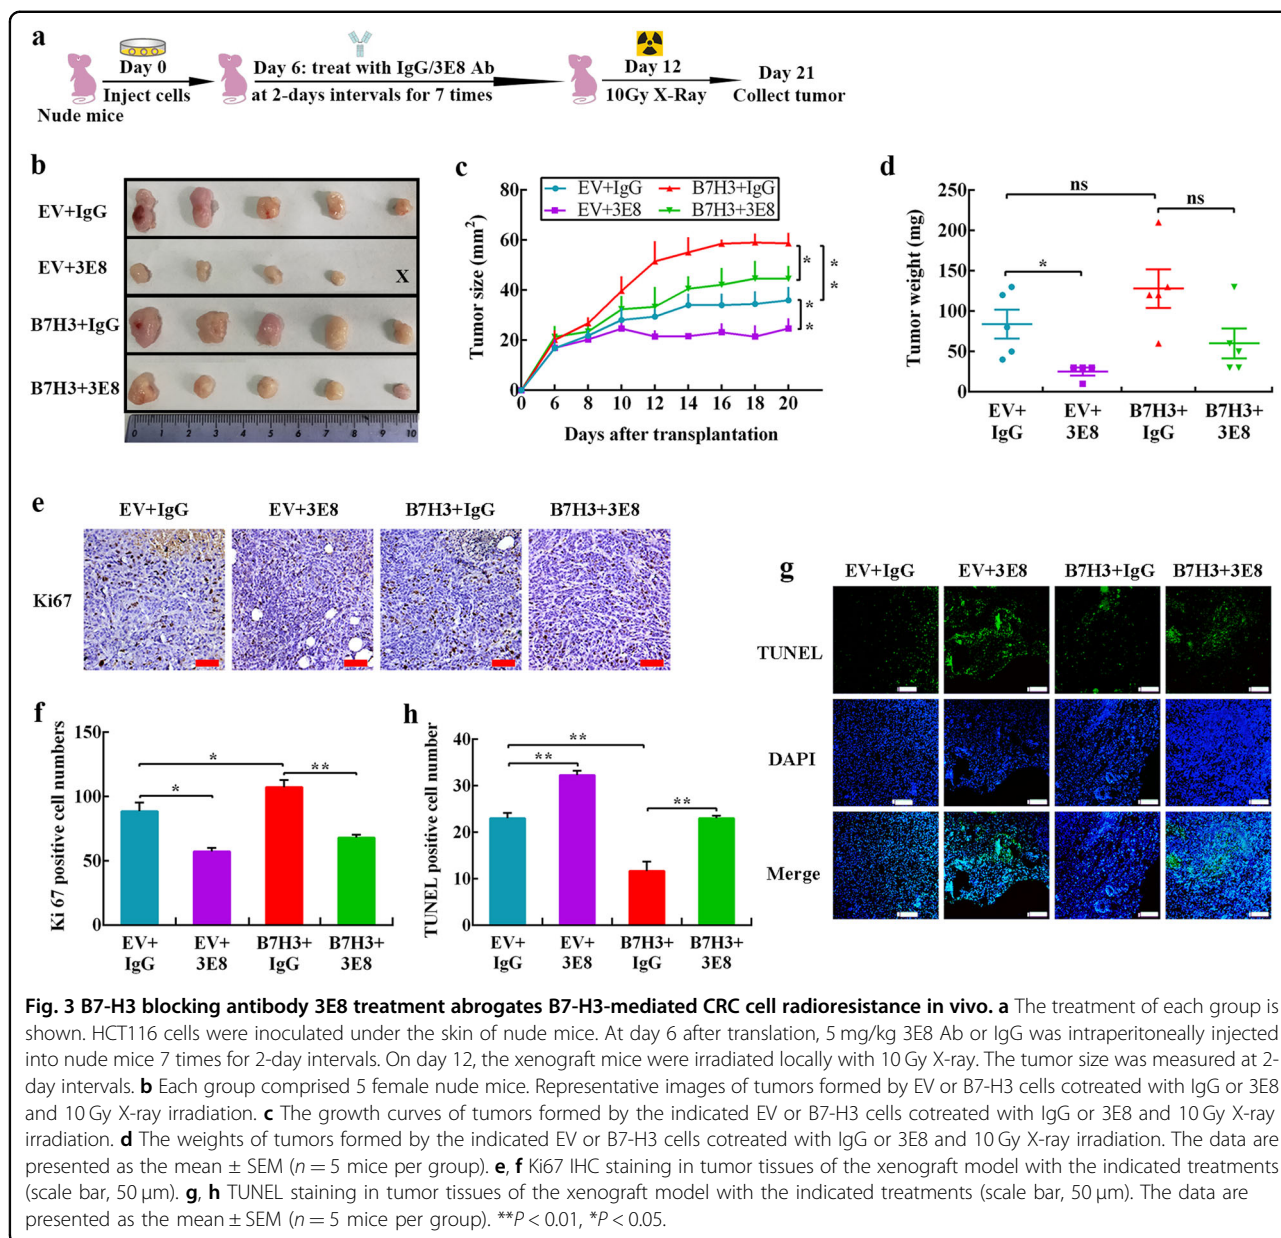 a
Day 0
Inject cells
Nude mice
Day 6: treat with IgG/3E8 Ab
at 2-days intervals for 7 times
Day 12
10Gy X-Ray
Day 21
Collect tumor
b
EV+IgG
EV+3E8
X
B7H3+IgG
B7H3+3E8
0 1 2 3 4 5 6 7 8 9 10
c
EV+IgG
B7H3+IgG
EV+3E8
B7H3+3E8
Tumor size (mm²)
80
60
40
20
0
*
* *
* *
0 6 8 10 12 14 16 18 20
Days after transplantation
d
Tumor weight (mg)
250
200
150
100
50
0
ns
ns
*
EV+ EV+ B7H3+ B7H3+
IgG 3E8 IgG 3E8
e
EV+IgG EV+3E8 B7H3+IgG B7H3+3E8
Ki67
f
Ki 67 positive cell numbers
150
100
50
0
*
*
**
EV+ EV+ B7H3+ B7H3+
IgG 3E8 IgG 3E8
h
TUNEL positive cell number
40
30
20
10
0
**
**
**
EV+ EV+ B7H3+ B7H3+
IgG 3E8 IgG 3E8
g
EV+IgG EV+3E8 B7H3+IgG B7H3+3E8
TUNEL
DAPI
Merge
Fig. 3 B7-H3 blocking antibody 3E8 treatment abrogates B7-H3-mediated CRC cell radioresistance in vivo. a The treatment of each group is
shown. HCT116 cells were inoculated under the skin of nude mice. At day 6 after translation, 5 mg/kg 3E8 Ab or IgG was intraperitoneally injected
into nude mice 7 times for 2-day intervals. On day 12, the xenograft mice were irradiated locally with 10 Gy X-ray. The tumor size was measured at 2-
day intervals. b Each group comprised 5 female nude mice. Representative images of tumors formed by EV or B7-H3 cells cotreated with IgG or 3E8
and 10 Gy X-ray irradiation. c The growth curves of tumors formed by the indicated EV or B7-H3 cells cotreated with IgG or 3E8 and 10 Gy X-ray
irradiation. d The weights of tumors formed by the indicated EV or B7-H3 cells cotreated with IgG or 3E8 and 10 Gy X-ray irradiation. The data are
presented as the mean ± SEM (n = 5 mice per group). e, f Ki67 IHC staining in tumor tissues of the xenograft model with the indicated treatments
(scale bar, 50 μm). g, h TUNEL staining in tumor tissues of the xenograft model with the indicated treatments (scale bar, 50 μm). The data are
presented as the mean ± SEM (n = 5 mice per group). **P < 0.01, *P < 0.05.